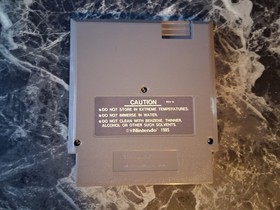 CAUTION
•DO NOT STORE IN EXTREME TEMPERATURES.
•DO NOT IMMERSE IN WATER.
•DO NOT CLEAN WITH BENZENE, THINNER,
ALCOHOL OR OTHER SUCH SOLVENTS.
©Nintendo® 1985